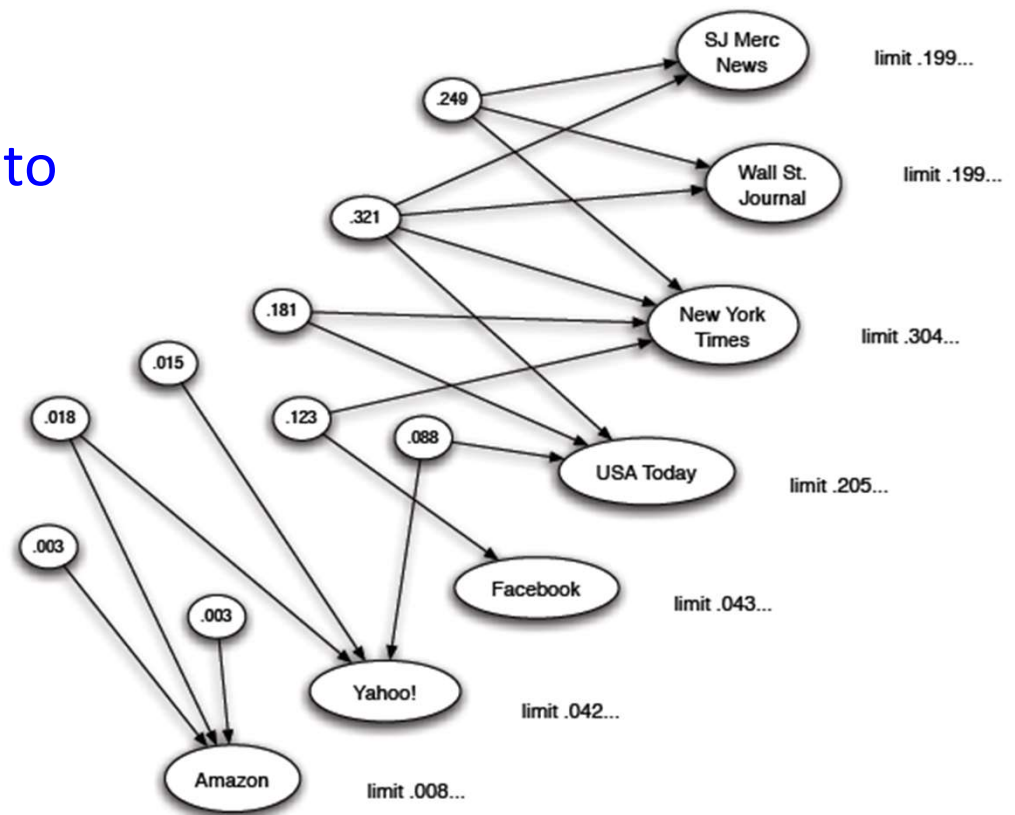 to
SJ Merc
News
limit .199...
.249
Wall St.
Journal
limit .199...
.321
.181
New York
Times
limit .304...
.015
.018
.123
.088
USA Today
limit .205...
.003
Facebook
limit .043...
.003
Yahoo!
limit .042...
Amazon
limit .008...